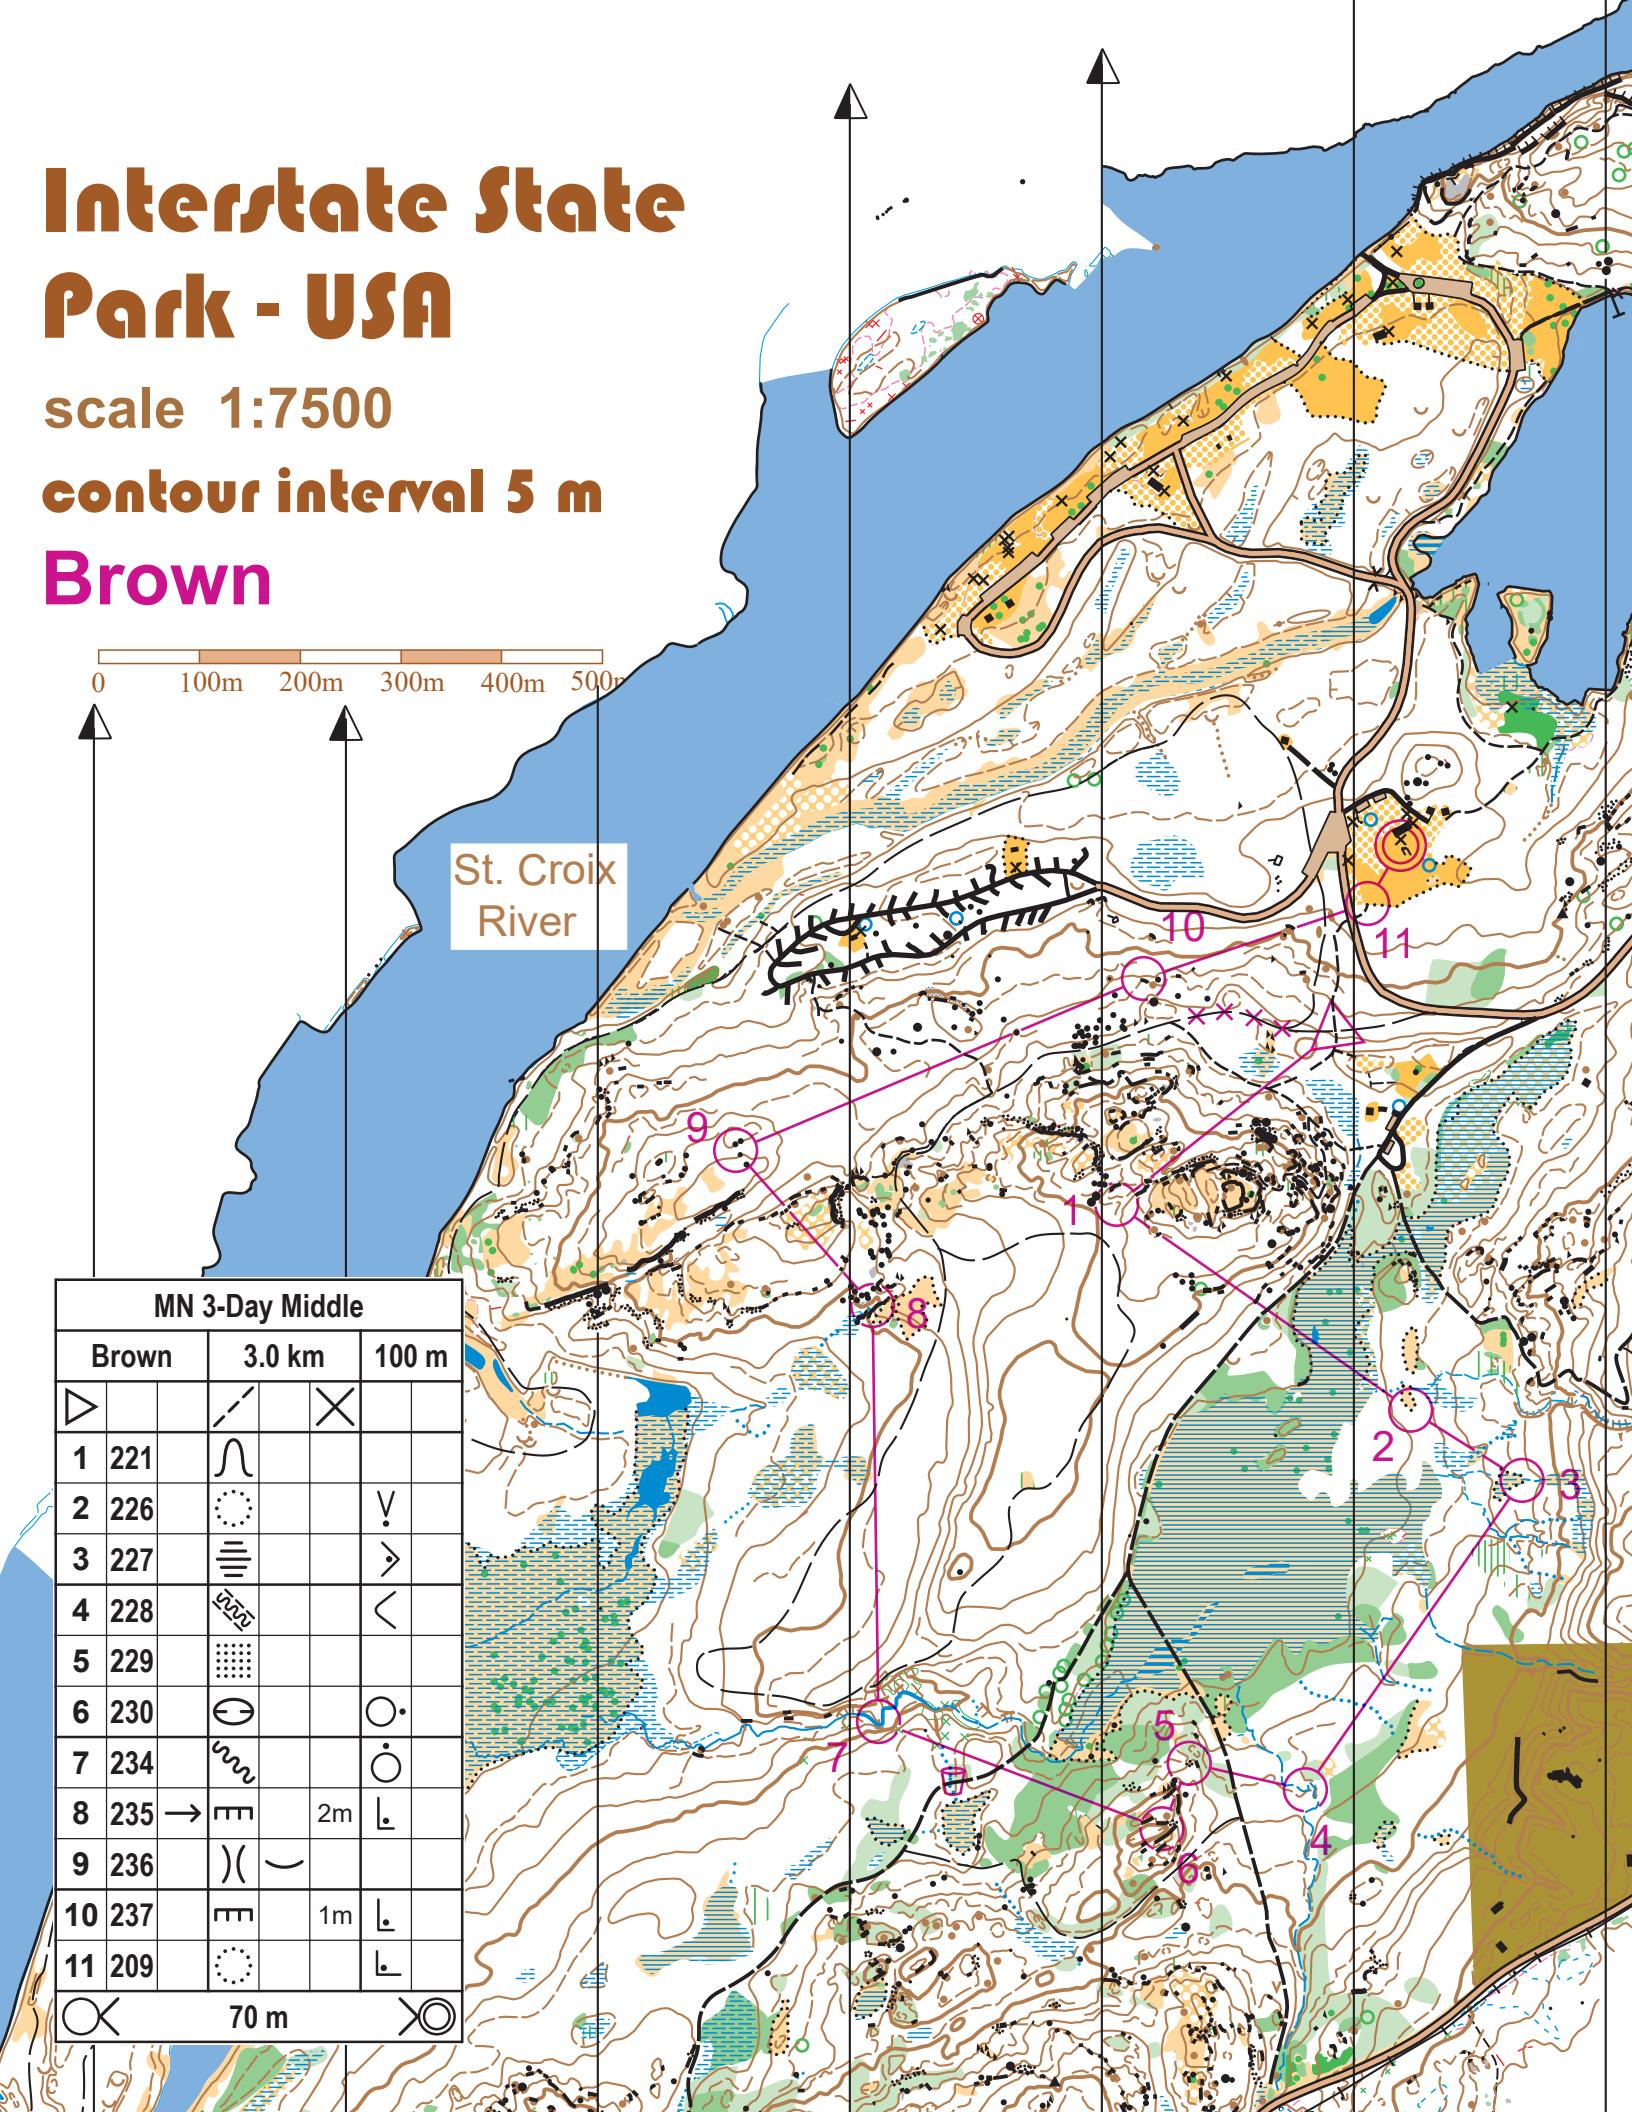 Interstate State
Park - USA
scale 1:7500
contour interval 5 m
Brown
0 100m 200m 300m 400m 500m
St. Croix
River
10
11
9
1
8
2
3
5
7
4
6
MN 3-Day Middle
Brown 3.0 km 100 m
1 221
2 226
3 227
4 228
5 229
6 230
7 234
8 235 2m
9 236
10 237 1m
11 209
70 m